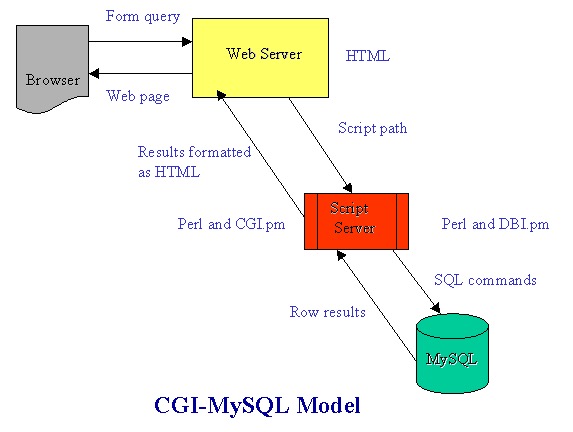 Form query
Web Server
HTML
Browser
Web page
Script path
Results formatted
as HTML
Script
Server
Perl and CGI.pm
Perl and DBI.pm
SQL commands
Row results
MySQL
CGI-MySQL Model